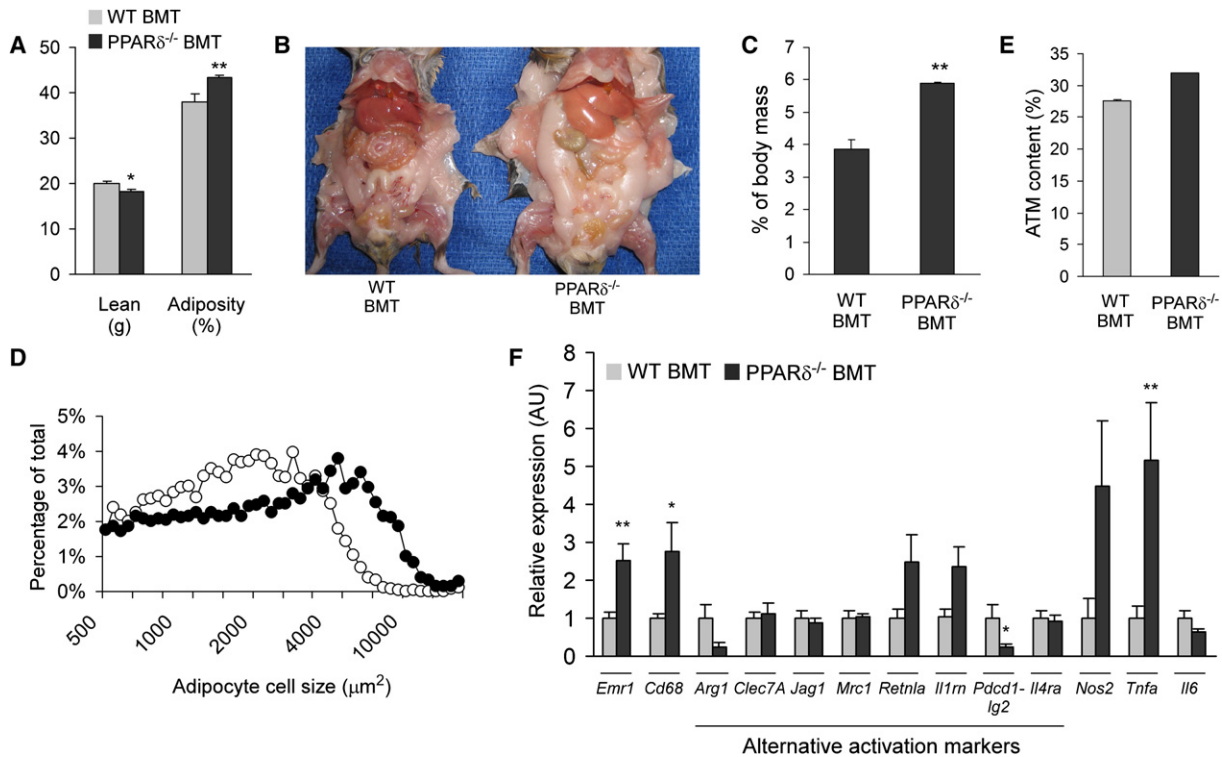 WT BMT
PPARδ-/- BMT
A
50
40
30
20
10
0
*
**
Lean
(g)
Adiposity
(%)
B
WT
BMT
PPARδ-/-
BMT
C
% of body mass
7
6
5
4
3
2
1
0
**
WT
BMT
PPARδ-/-
BMT
E
ATM content (%)
35
30
25
20
15
10
5
0
WT
BMT
PPARδ-/-
BMT
D
Percentage of total
5%
4%
3%
2%
1%
0%
500
1000
2000
4000
10000
Adipocyte cell size (μm2)
F
WT BMT PPARδ-/- BMT
Relative expression (AU)
8
7
6
5
4
3
2
1
0
**
*
*
**
Emr1 Cd68 Arg1 Clec7A Jag1 Mrc1 Retnla Il1rn Pdcd1- Il4ra Nos2 Tnfa Il6
lg2
Alternative activation markers